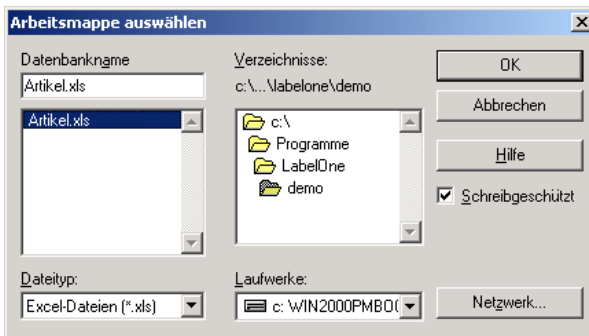 Arbeitsmappe auswählen
Datenbankname
Artikel.xls
Artikel.xls
Verzeichnisse:
c:\...\labelone\demo
c:\
Programme
LabelOne
demo
OK
Abbrechen
Hilfe
Schreibgeschützt
Dateityp:
Excel-Dateien (*.xls)
Laufwerke:
c: WIN2000PMBO
Netzwerk...